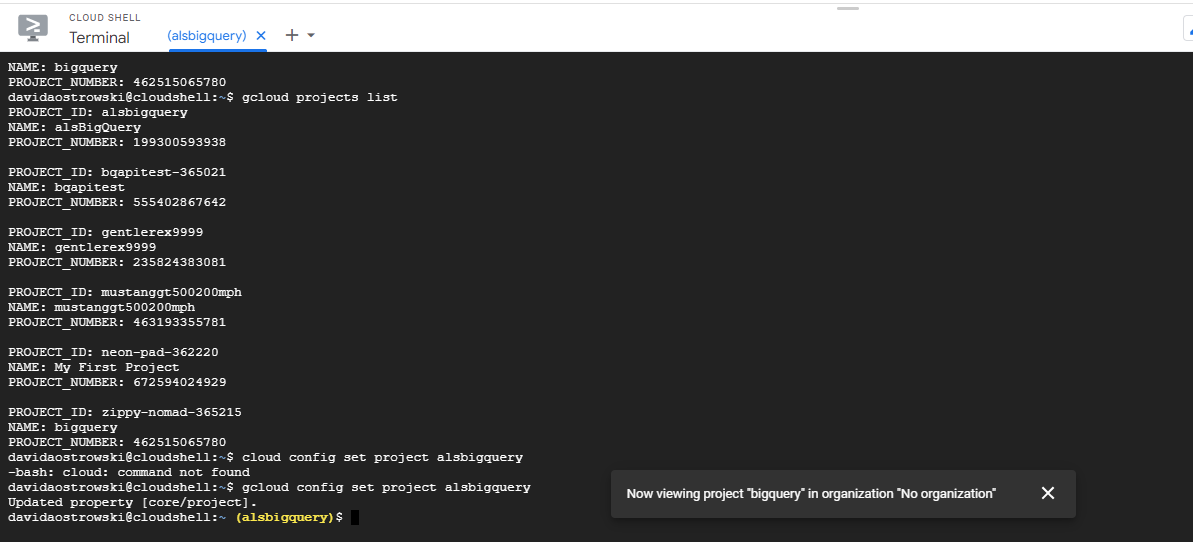 CLOUD SHELL
Terminal
(alsbigquery)
NAME: bigquery
PROJECT_NUMBER: 462515065780
davidaostrowski@cloudshell:~$ gcloud projects list
PROJECT_ID: alsbigquery
NAME: alsBigQuery
PROJECT_NUMBER: 199300593938
PROJECT_ID: bqapitest-365021
NAME: bqapitest
PROJECT_NUMBER: 555402867642
PROJECT_ID: gentlerex9999
NAME: gentlerex9999
PROJECT_NUMBER: 235824383081
PROJECT_ID: mustanggt500200mph
NAME: mustanggt500200mph
PROJECT_NUMBER: 463193355781
PROJECT_ID: neon-pad-362220
NAME: My First Project
PROJECT_NUMBER: 672594024929
PROJECT_ID: zippy-nomad-365215
NAME: bigquery
PROJECT_NUMBER: 462515065780
davidaostrowski@cloudshell:~$ cloud config set project alsbigquery
-bash: cloud: command not found
davidaostrowski@cloudshell:~$ gcloud config set project alsbigquery
Updated property [core/project].
davidaostrowski@cloudshell:~ (alsbigquery)$
Now viewing project "bigquery" in organization "No organization"